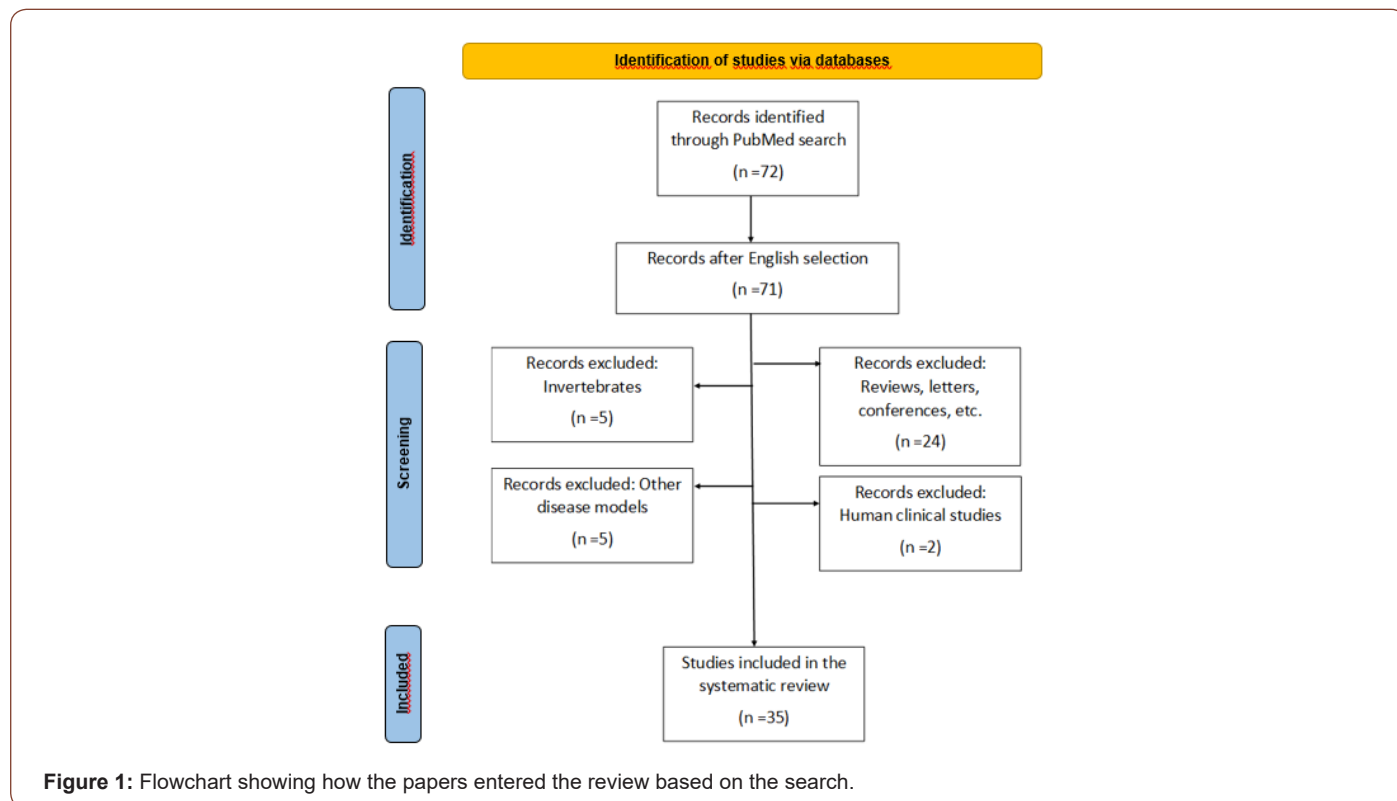 Identification of studies via databases
Identification
Records identified
through PubMed search
(n =72)
Records after English selection
(n =71)
Screening
Records excluded:
Invertebrates
(n =5)
Records excluded:
Reviews, letters,
conferences, etc.
(n =24)
Records excluded: Other
disease models
(n =5)
Records excluded:
Human clinical studies
(n =2)
Included
Studies included in the
systematic review
(n =35)
Figure 1: Flowchart showing how the papers entered the review based on the search.